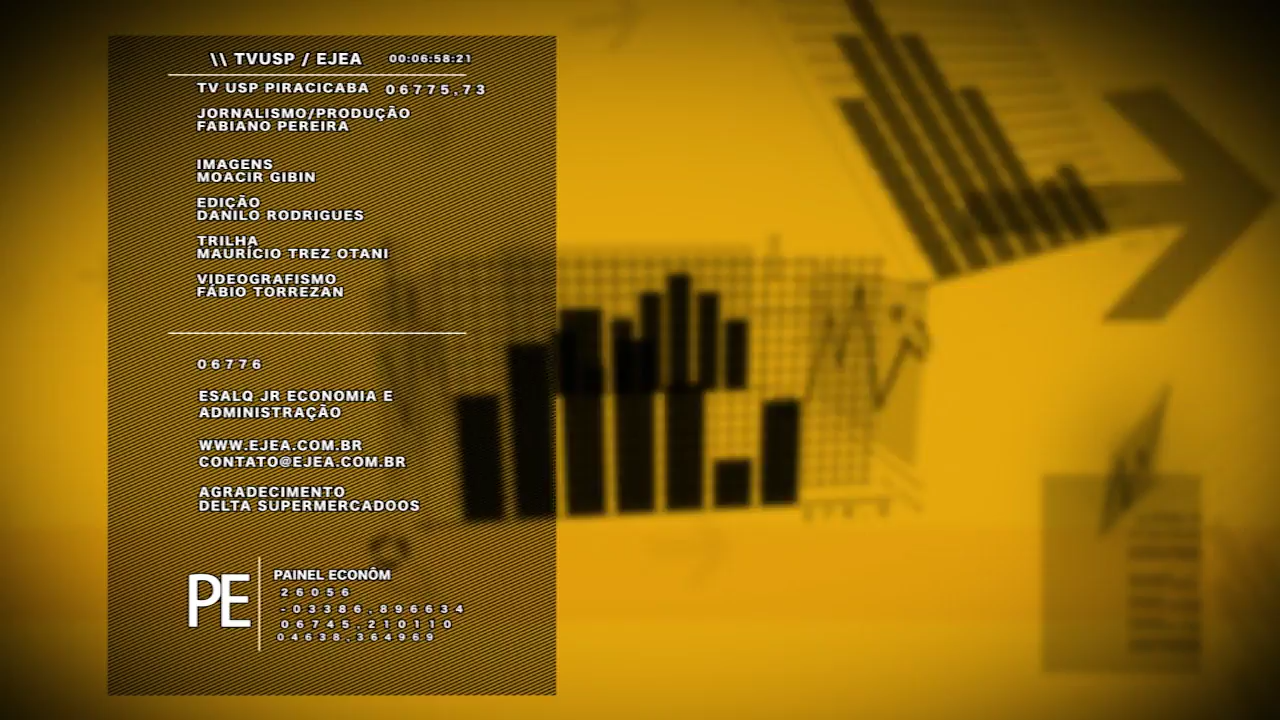 \\ TVUSP / EJEA 00:06:58:21
TV USP PIRACICABA 06775,73
JORNALISMO/PRODUÇÃO
FABIANO PEREIRA
IMAGENS
MOACIR GIBIN
EDIÇÃO
DANILO RODRIGUES
TRILHA
MAURÍCIO TREZ OTANI
VIDEOGRAFISMO
FÁBIO TORREZAN
06776
ESALQ JR ECONOMIA E
ADMINISTRAÇÃO
WWW.EJEA.COM.BR
CONTATO@EJEA.COM.BR
AGRADECIMENTO
DELTA SUPERMERCADOOS
PE
PAINEL ECONÔM
26056
-03386,896634
06745,210110
04638,364969